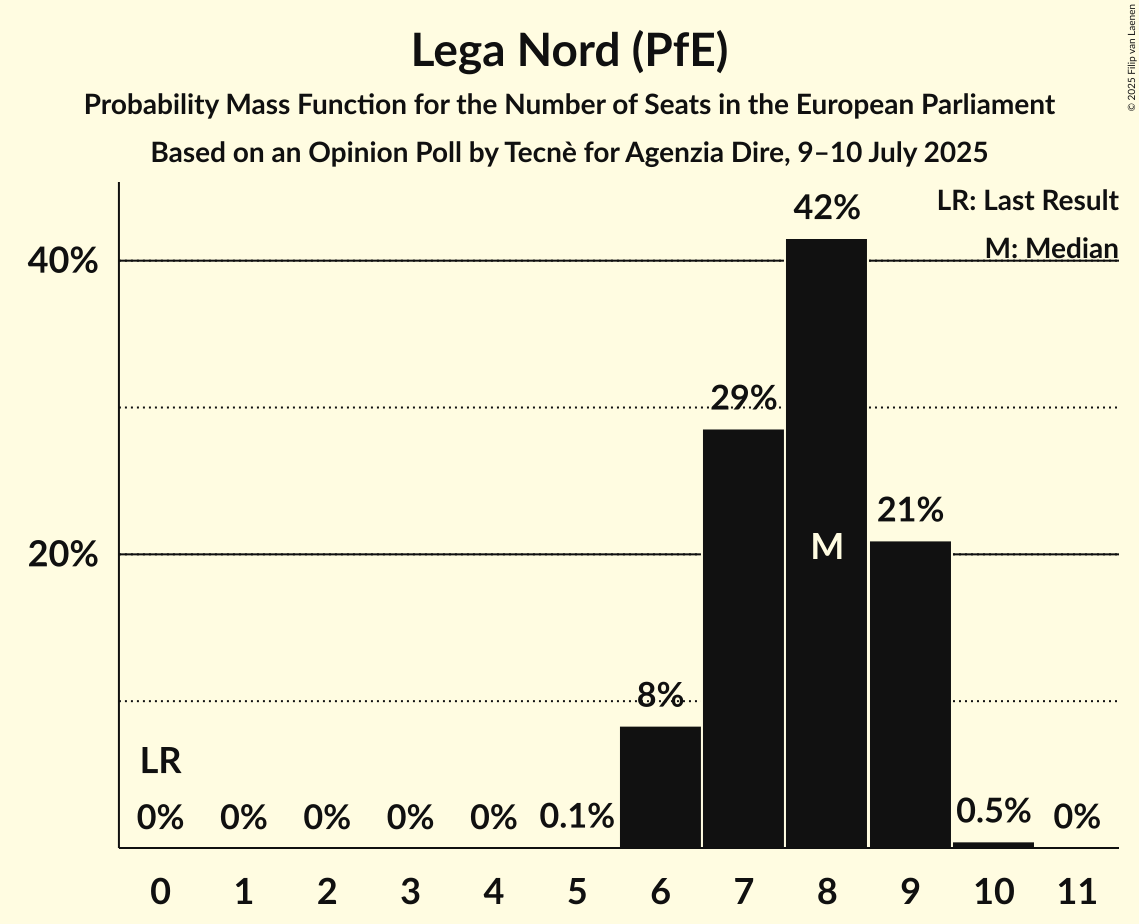 Lega Nord (PfE)
Probability Mass Function for the Number of Seats in the European Parliament
Based on an Opinion Poll by Tecnè for Agenzia Dire, 9–10 July 2025
© 2025 Filip van Laenen
LR: Last Result
M: Median
42%
40%
29%
21%
M
20%
8%
LR
0% 0% 0% 0% 0% 0.1% 0.5% 0%
0 1 2 3 4 5 6 7 8 9 10 11